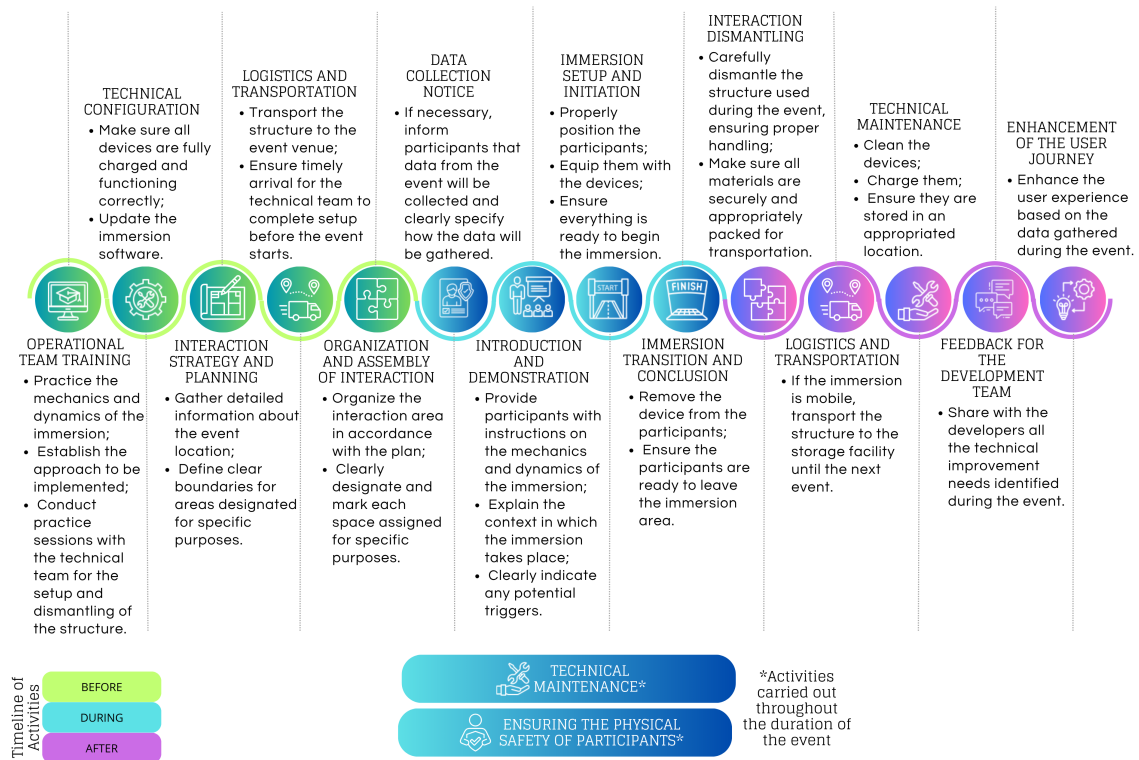 OPERATIONAL
TEAM TRAINING
• Practice the
mechanics and
dynamics of the
immersion;
• Establish the
approach to be
implemented;
• Conduct
practice
sessions with
the technical
team for the
setup and
dismantling of
the structure.
TECHNICAL
CONFIGURATION
• Make sure all
devices are fully
charged and
functioning
correctly;
• Update the
immersion
software.
INTERACTION
STRATEGY AND
PLANNING
• Gather detailed
information about
the event
location;
• Define clear
boundaries for
areas designated
for specific
purposes.
LOGISTICS AND
TRANSPORTATION
• Transport the
structure to the
event venue;
• Ensure timely
arrival for the
technical team to
complete setup
before the event
starts.
ORGANIZATION
AND ASSEMBLY
OF INTERACTION
• Organize the
interaction area
in accordance
with the plan;
• Clearly
designate and
mark each
space assigned
for specific
purposes.
DATA
COLLECTION
NOTICE
• If necessary,
inform
participants that
data from the
event will be
collected and
clearly specify
how the data will
be gathered.
INTRODUCTION
AND
DEMONSTRATION
• Provide
participants with
instructions on
the mechanics
and dynamics of
the immersion;
• Explain the
context in which
the immersion
takes place;
• Clearly indicate
any potential
triggers.
IMMERSION
SETUP AND
INITIATION
• Properly
position the
participants;
• Equip them with
the devices;
• Ensure
everything is
ready to begin
the immersion.
START
IMMERSION
TRANSITION AND
CONCLUSION
• Remove the
device from the
participants;
• Ensure the
participants are
ready to leave
the immersion
area.
FINISH
INTERACTION
DISMANTLING
• Carefully
dismantle the
structure used
during the event,
ensuring proper
handling;
• Make sure all
materials are
securely and
appropriately
packed for
transportation.
LOGISTICS AND
TRANSPORTATION
• If the immersion
is mobile,
transport the
structure to the
storage facility
until the next
event.
TECHNICAL
MAINTENANCE
• Clean the
devices;
• Charge them;
• Ensure they are
stored in an
appropriated
location.
FEEDBACK FOR
THE
DEVELOPMENT
TEAM
• Share with the
developers all
the technical
improvement
needs identified
during the event.
ENHANCEMENT
OF THE USER
JOURNEY
• Enhance the
user experience
based on the
data gathered
during the event.
Timeline of
Activities
BEFORE
DURING
AFTER
TECHNICAL
MAINTENANCE*
ENSURING THE PHYSICAL
SAFETY OF PARTICIPANTS*
*Activities
carried out
throughout
the duration of
the event